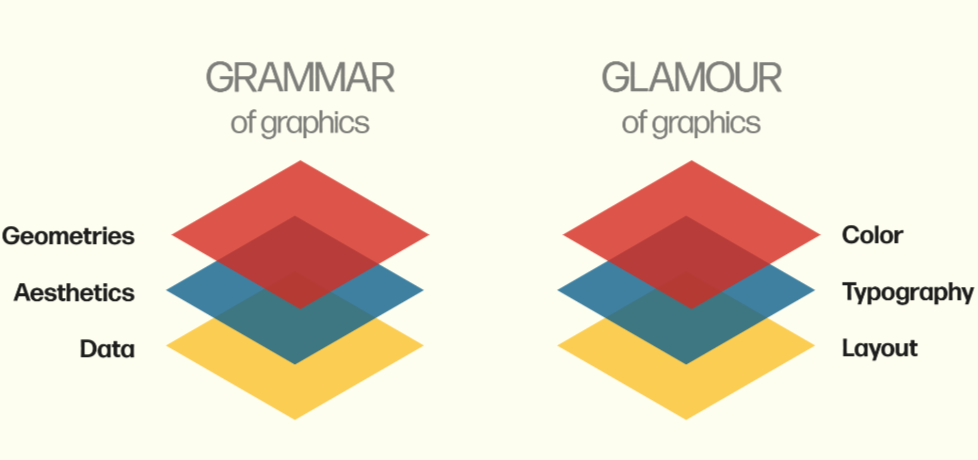 GRAMMAR
of graphics
Geometries
Aesthetics
Data
GLAMOUR
of graphics
Color
Typography
Layout